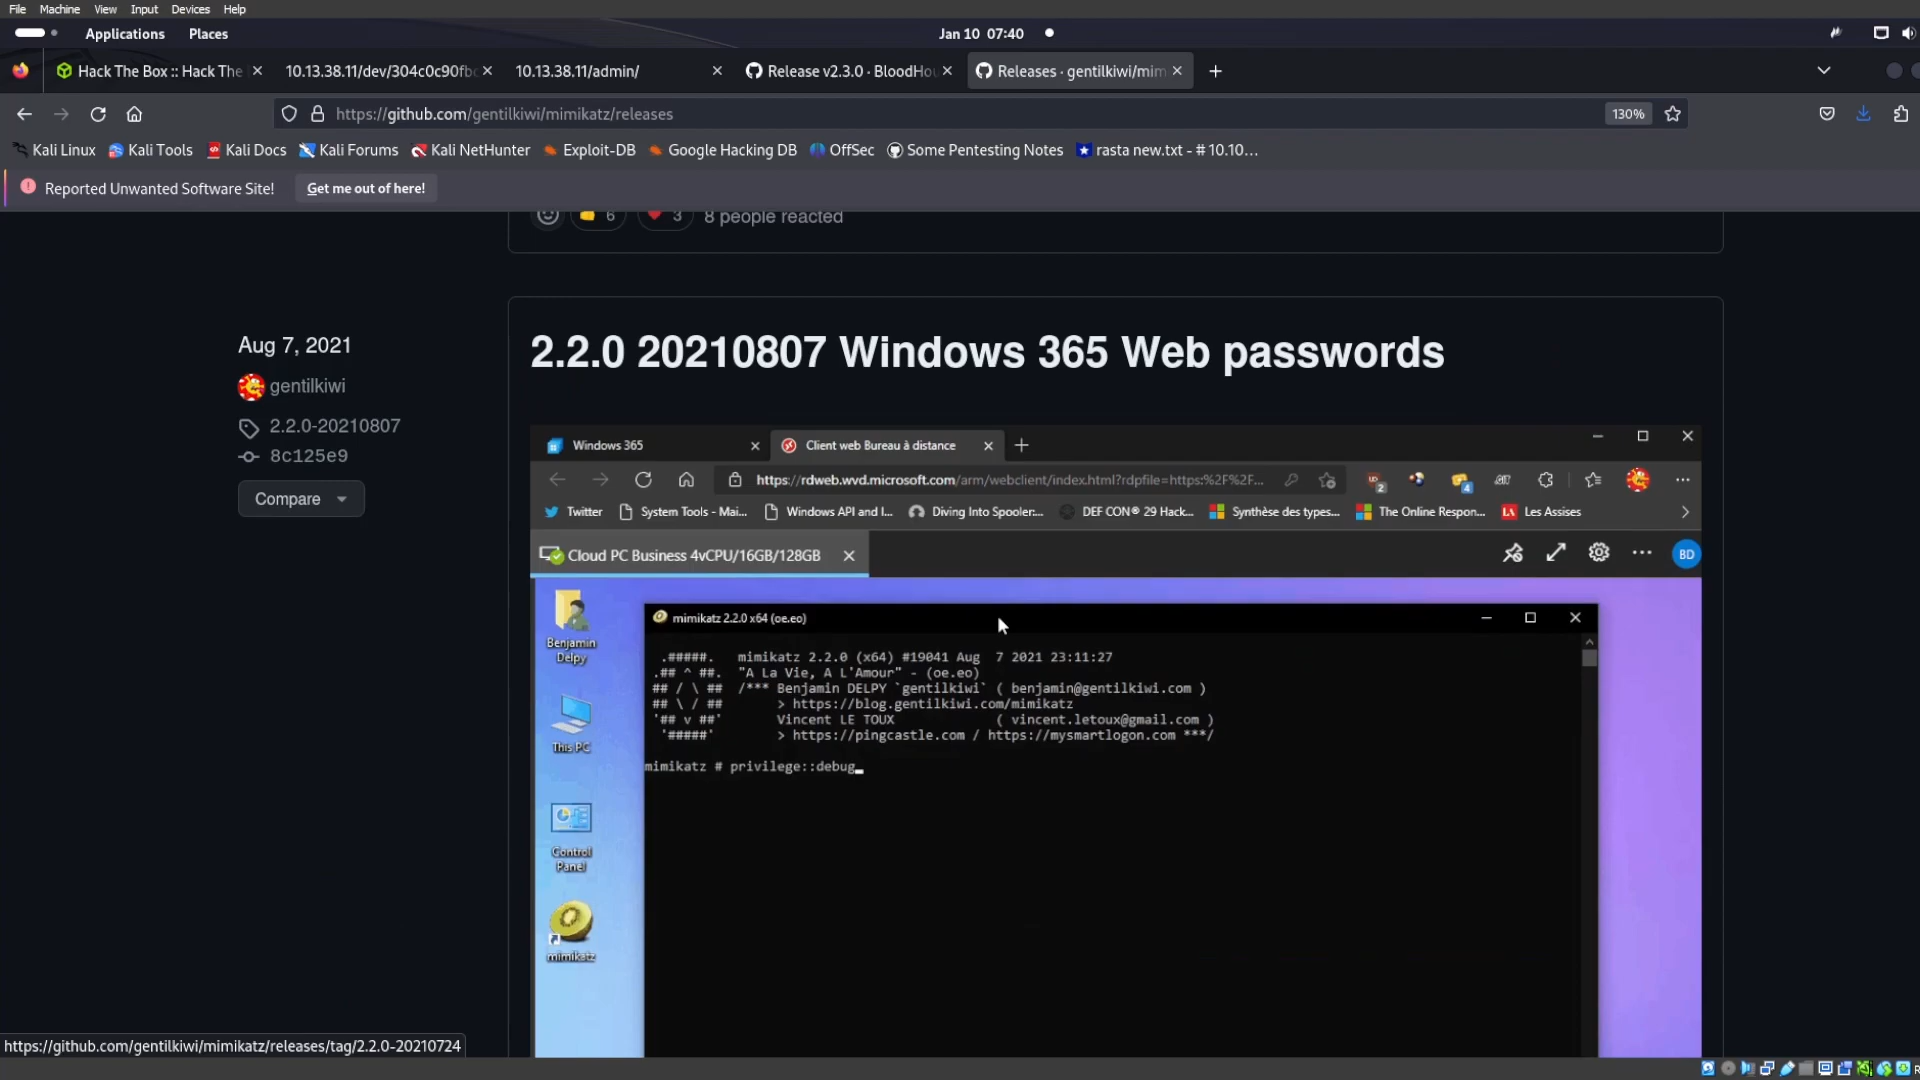 File Machine View Input Devices Help
Applications Places Jan 10 07:40
Hack The Box :: Hack The 10.13.38.11/dev/304c0c90fbc 10.13.38.11/admin/ Release v2.3.0 · BloodHou Releases · gentilkiwi/mim
https://github.com/gentilkiwi/mimikatz/releases 130%
Kali Linux Kali Tools Kali Docs Kali Forums Kali NetHunter Exploit-DB Google Hacking DB OffSec Some Pentesting Notes rasta new.txt - # 10.10...
Reported Unwanted Software Site! Get me out of here!
6 3 8 people reacted
Aug 7, 2021
gentilkiwi
2.2.0-20210807
8c125e9
Compare
2.2.0 20210807 Windows 365 Web passwords
Windows 365 Client web Bureau à distance
https://rdweb.wvd.microsoft.com/arm/webclient/index.html?rdpfile=https:%2F%2F...
Twitter System Tools - Mai... Windows API and I... Diving Into Spooler:... DEF CON® 29 Hack... Synthèse des types... The Online Respon... LA Les Assises
Cloud PC Business 4vCPU/16GB/128GB BD
Benjamin
Delpy
This PC
Control
Panel
mimikatz
mimikatz 2.2.0 x64 (oe.eo)
.#####. mimikatz 2.2.0 (x64) #19041 Aug 7 2021 23:11:27
.## ^ ##. "A La Vie, A L'Amour" - (oe.eo)
## / \ ## /*** Benjamin DELPY `gentilkiwi` ( benjamin@gentilkiwi.com )
## \ / ## > https://blog.gentilkiwi.com/mimikatz
'## v ##' Vincent LE TOUX ( vincent.letoux@gmail.com )
'#####' > https://pingcastle.com / https://mysmartlogon.com ***/
mimikatz # privilege::debug_
https://github.com/gentilkiwi/mimikatz/releases/tag/2.2.0-20210724